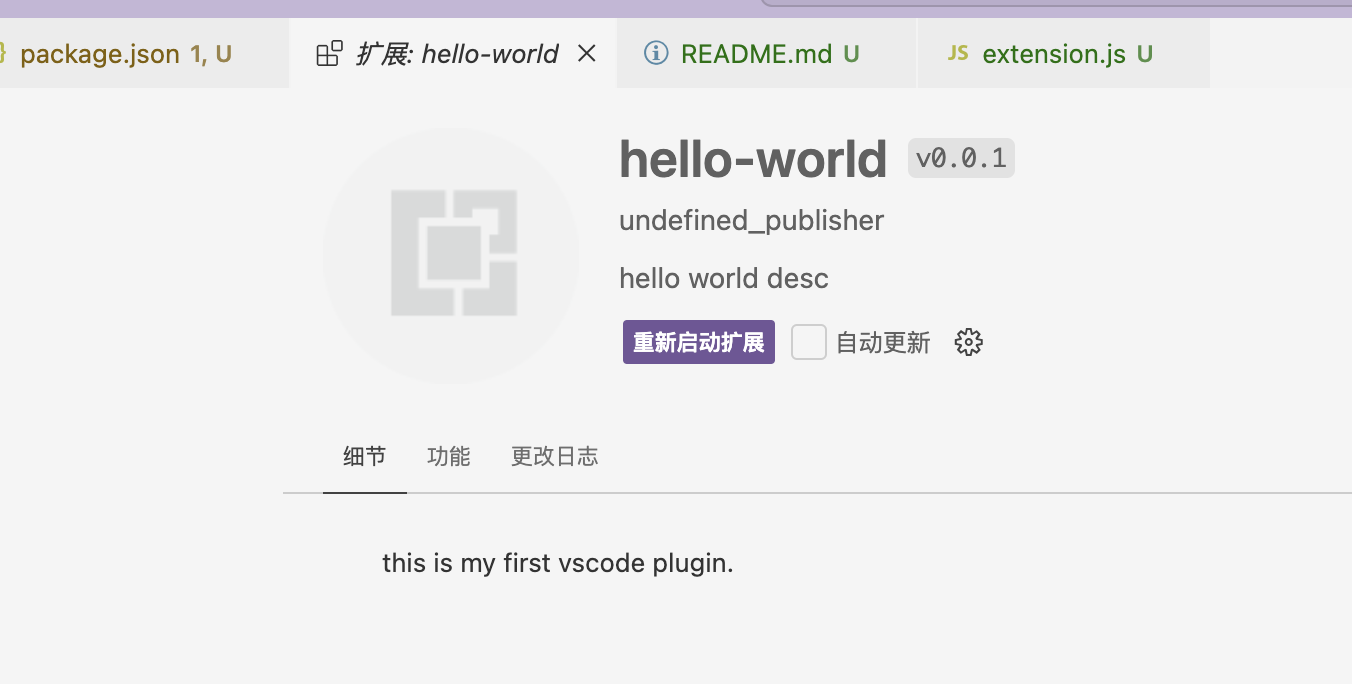 package.json 1, U
扩展: hello-world
README.md U
JS extension.js U
hello-world v0.0.1
undefined_publisher
hello world desc
重新启动扩展 自动更新
细节 功能 更改日志
this is my first vscode plugin.